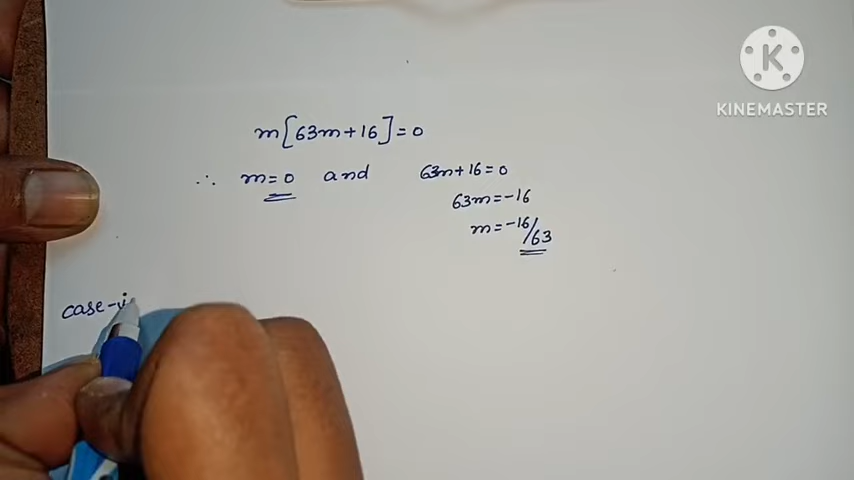 K
KINEMASTER
m[63m+16]=0
∴ m=0 and 63m+16=0
63m=-16
m=-16/63
case-i